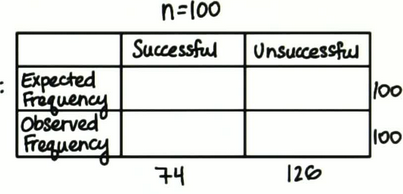 n=100
Successful Unsuccessful
: Expected
Frequency 100
Observed
Frequency 100
74 126